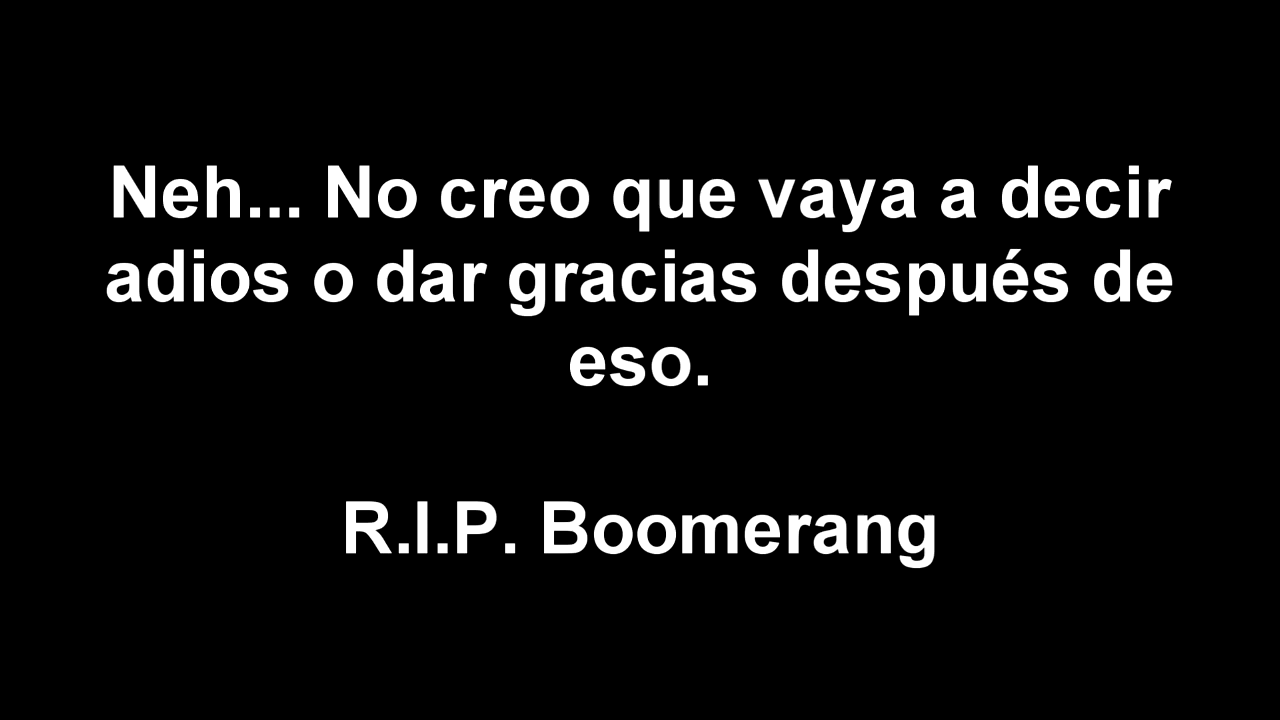 Neh... No creo que vaya a decir
adios o dar gracias después de
eso.
R.I.P. Boomerang